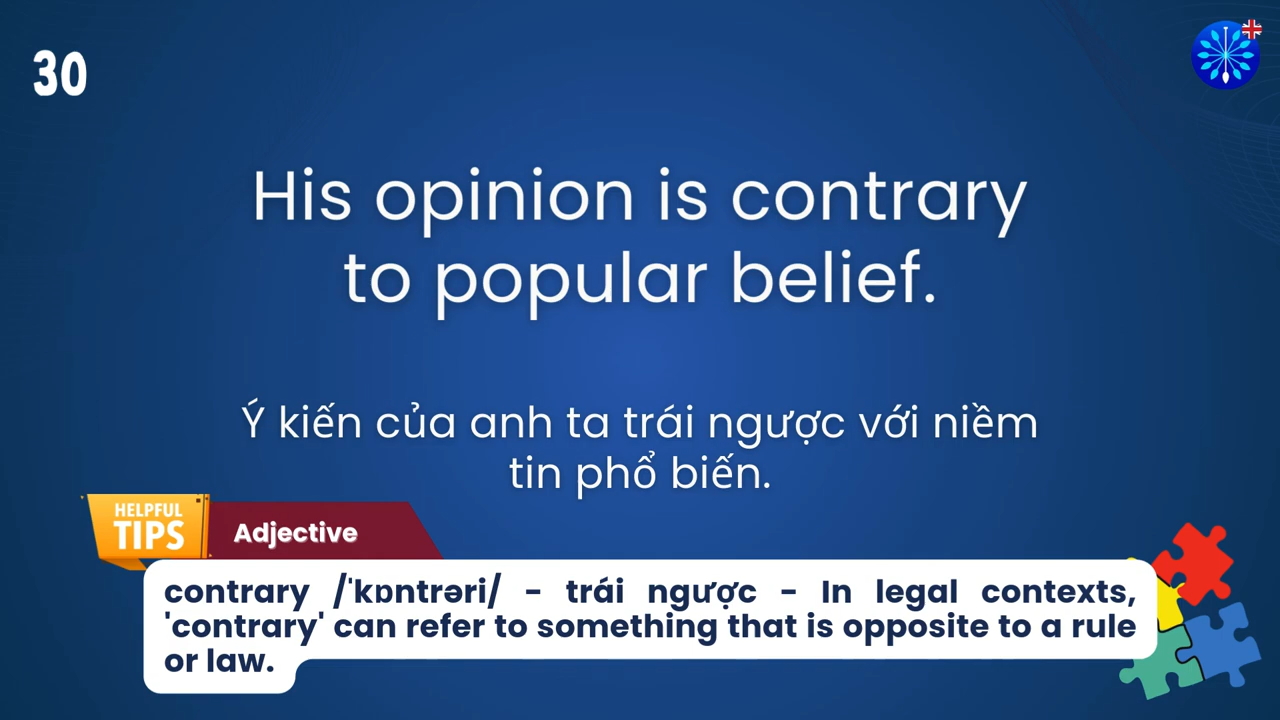 30
His opinion is contrary
to popular belief.
Ý kiến của anh ta trái ngược với niềm
tin phổ biến.
HELPFUL
TIPS
Adjective
contrary /ˈkɒntrəri/ - trái ngược - In legal contexts,
'contrary' can refer to something that is opposite to a rule
or law.